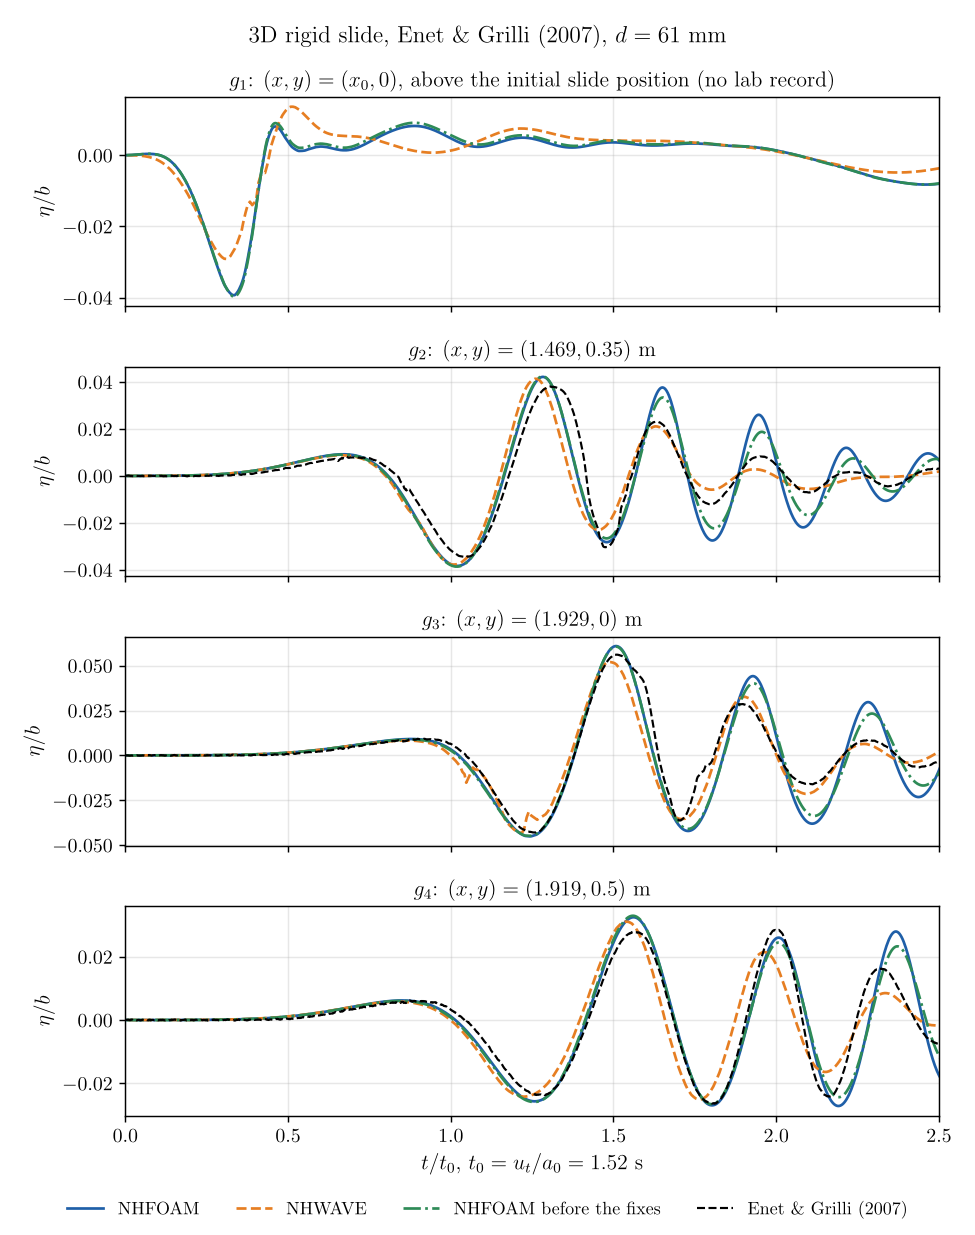 3D rigid slide, Enet & Grilli (2007), d = 61 mm
g₁: (x, y) = (x₀, 0), above the initial slide position (no lab record)
0.00
−0.02
−0.04
η/b
g₂: (x, y) = (1.469, 0.35) m
0.04
0.02
0.00
−0.02
−0.04
η/b
g₃: (x, y) = (1.929, 0) m
0.050
0.025
0.000
−0.025
−0.050
η/b
g₄: (x, y) = (1.919, 0.5) m
0.02
0.00
−0.02
η/b
0.0 0.5 1.0 1.5 2.0 2.5
t/t₀, t₀ = uₜ/a₀ = 1.52 s
NHFOAM NHWAVE NHFOAM before the fixes Enet & Grilli (2007)